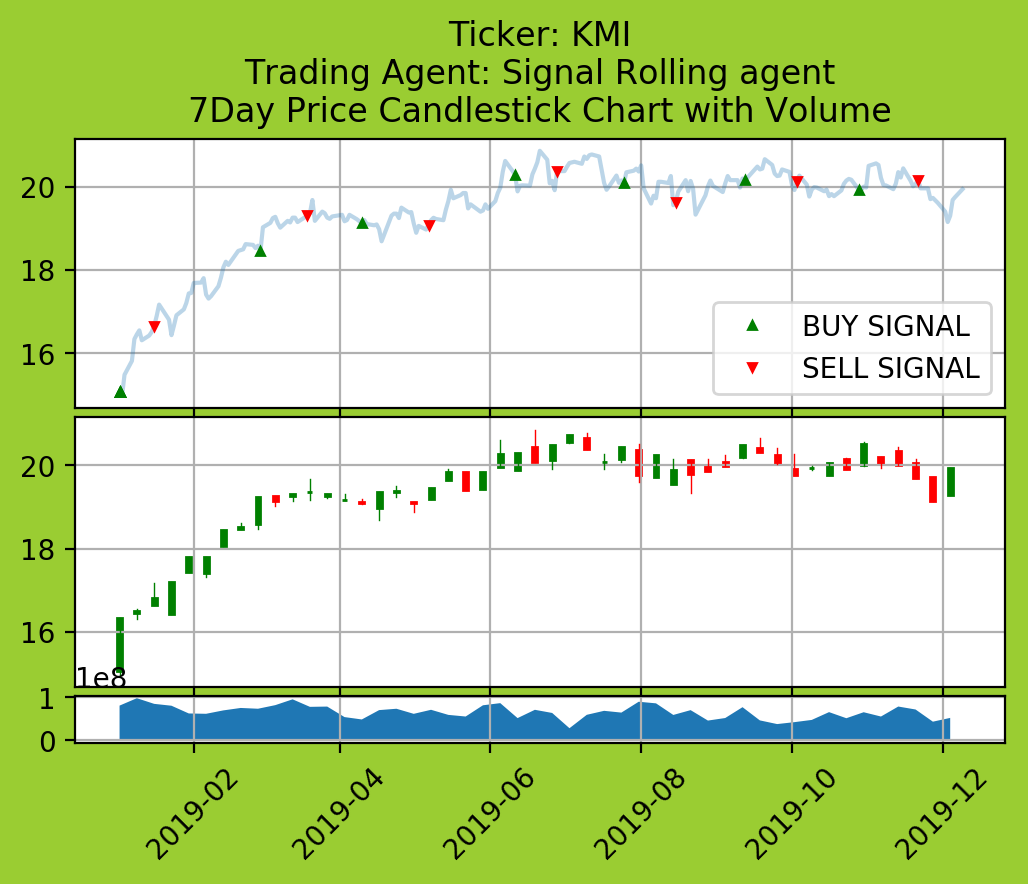 Ticker: KMI
Trading Agent: Signal Rolling agent
7Day Price Candlestick Chart with Volume
20
18
16
BUY SIGNAL
SELL SIGNAL
20
18
16
1e8
1
0
2019-02
2019-04
2019-06
2019-08
2019-10
2019-12